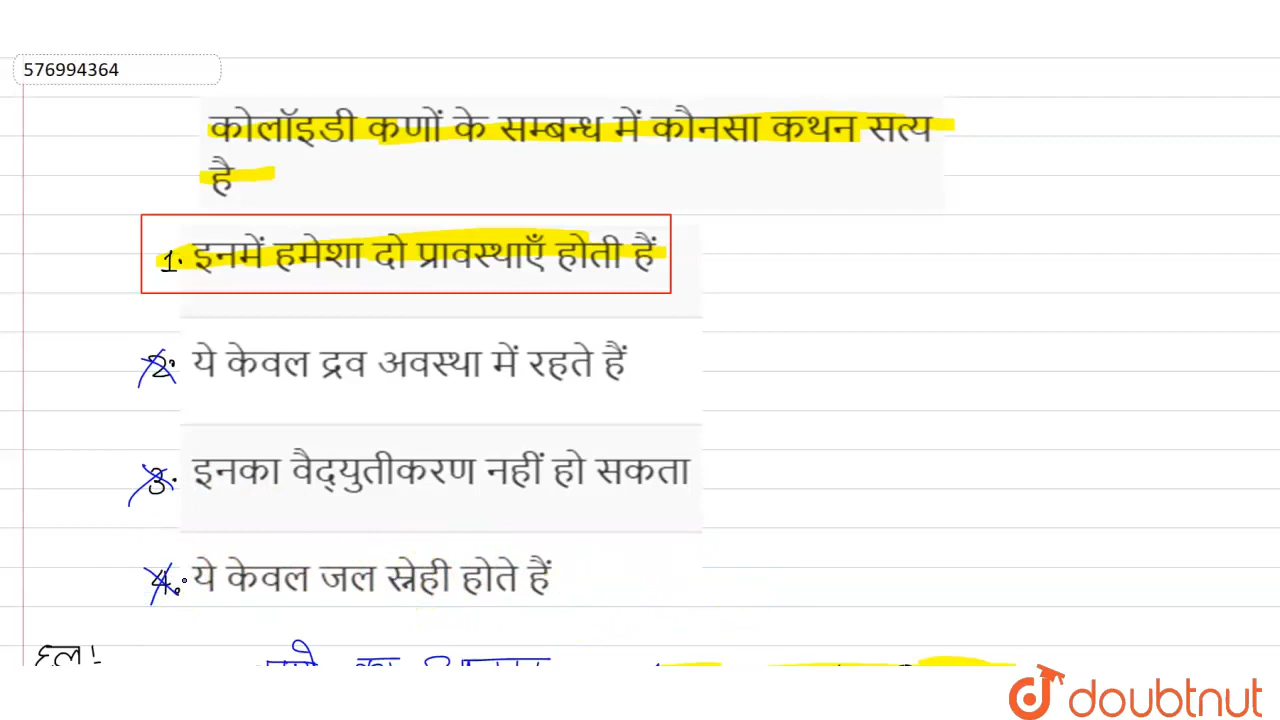 576994364
कोलॉइडी कणों के सम्बन्ध में कौनसा कथन सत्य
है
1. इनमें हमेशा दो प्रावस्थाएँ होती हैं
2. ये केवल द्रव अवस्था में रहते हैं
3. इनका वैद्युतीकरण नहीं हो सकता
4. ये केवल जल स्नेही होते हैं
हल!
doubtnut